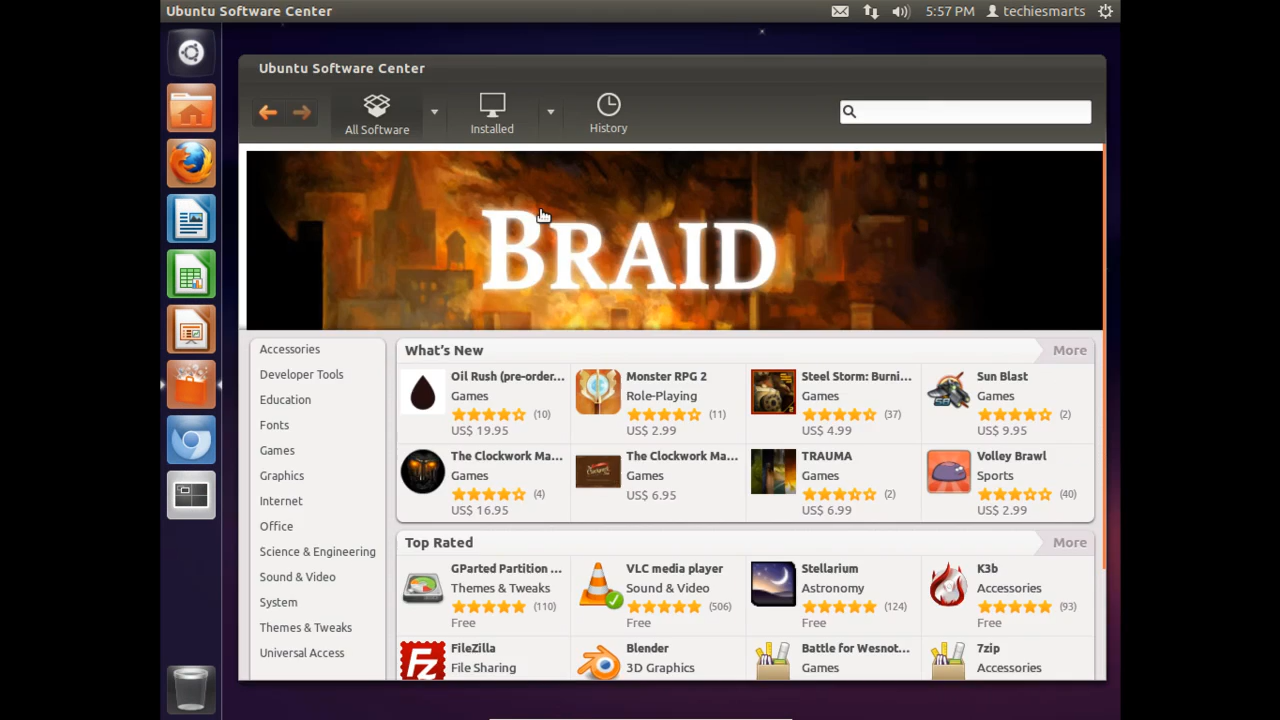 Ubuntu Software Center
5:57 PM techiesmarts
Ubuntu Software Center
All Software
Installed
History
BRAID
Accessories
Developer Tools
Education
Fonts
Games
Graphics
Internet
Office
Science & Engineering
Sound & Video
System
Themes & Tweaks
Universal Access
What's New
More
Oil Rush (pre-order...
Games
(10)
US$ 19.95
Monster RPG 2
Role-Playing
(11)
US$ 2.99
Steel Storm: Burni...
Games
(37)
US$ 4.99
Sun Blast
Games
(2)
US$ 9.95
The Clockwork Ma...
Games
(4)
US$ 16.95
The Clockwork Ma...
Games
US$ 6.95
TRAUMA
Games
(2)
US$ 6.99
Volley Brawl
Sports
(40)
US$ 2.99
Top Rated
More
GParted Partition ...
Themes & Tweaks
(110)
Free
VLC media player
Sound & Video
(506)
Free
Stellarium
Astronomy
(124)
Free
K3b
Accessories
(93)
Free
Fz
FileZilla
File Sharing
Blender
3D Graphics
Battle for Wesnot...
Games
7zip
Accessories